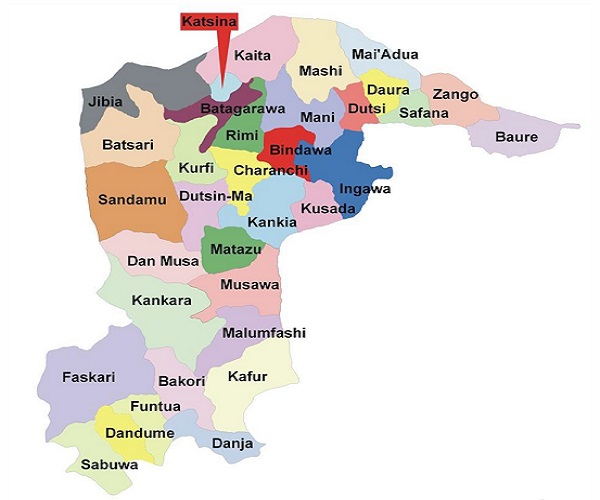 Katsina
Kaita
Mai'Adua
Mashi
Daura
Zango
Jibia
Batagarawa
Mani
Dutsi
Safana
Baure
Rimi
Batsari
Bindawa
Kurfi
Charanchi
Ingawa
Sandamu
Dutsin-Ma
Kusada
Kankia
Matazu
Dan Musa
Musawa
Kankara
Malumfashi
Faskari
Bakori
Kafur
Funtua
Dandume
Danja
Sabuwa